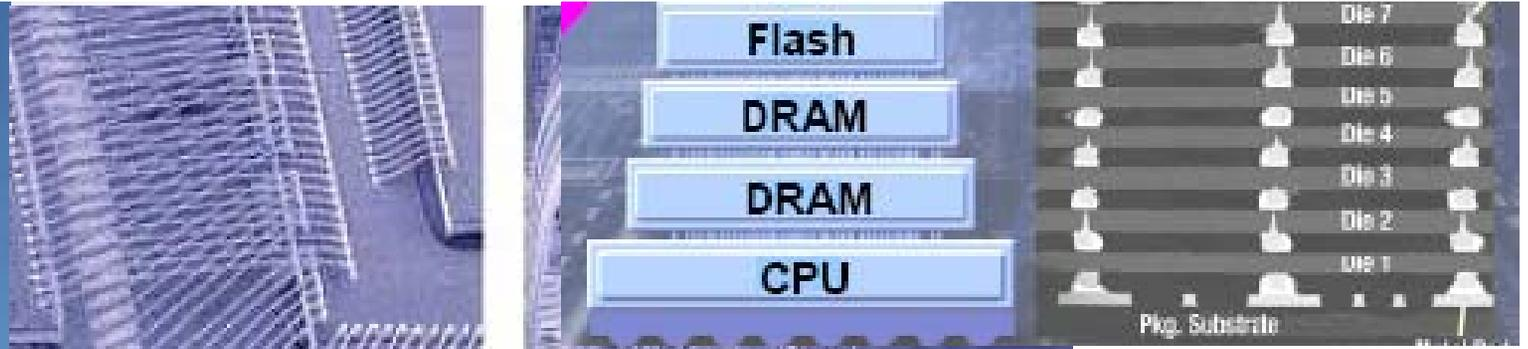 Flash
DRAM
DRAM
CPU
Die 7
Die 6
Die 5
Die 4
Die 3
Die 2
Die 1
Pkg. Substrate